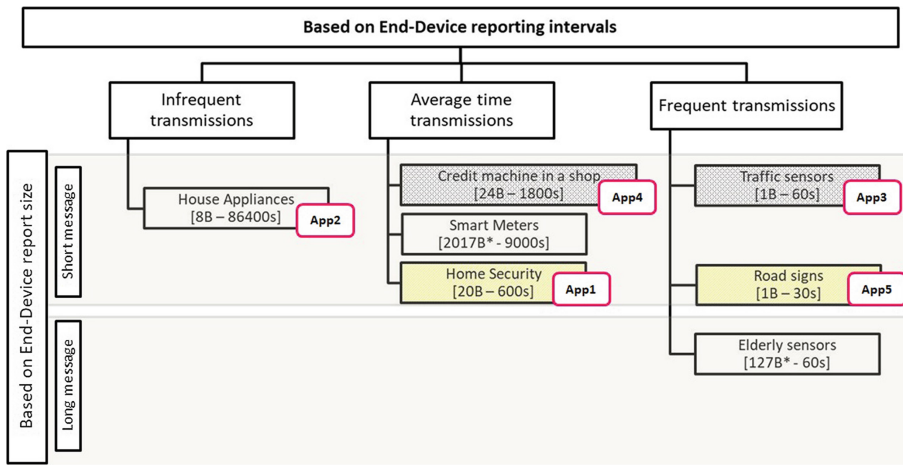 Based on End-Device reporting intervals
Infrequent
transmissions
Average time
transmissions
Frequent transmissions
Based on End-Device report size
Short message
House Appliances
[8B – 86400s]
App2
Credit machine in a shop
[24B – 1800s]
App4
Smart Meters
[2017B* - 9000s]
Home Security
[20B – 600s]
App1
Traffic sensors
[1B – 60s]
App3
Road signs
[1B – 30s]
App5
Long message
Elderly sensors
[127B* - 60s]